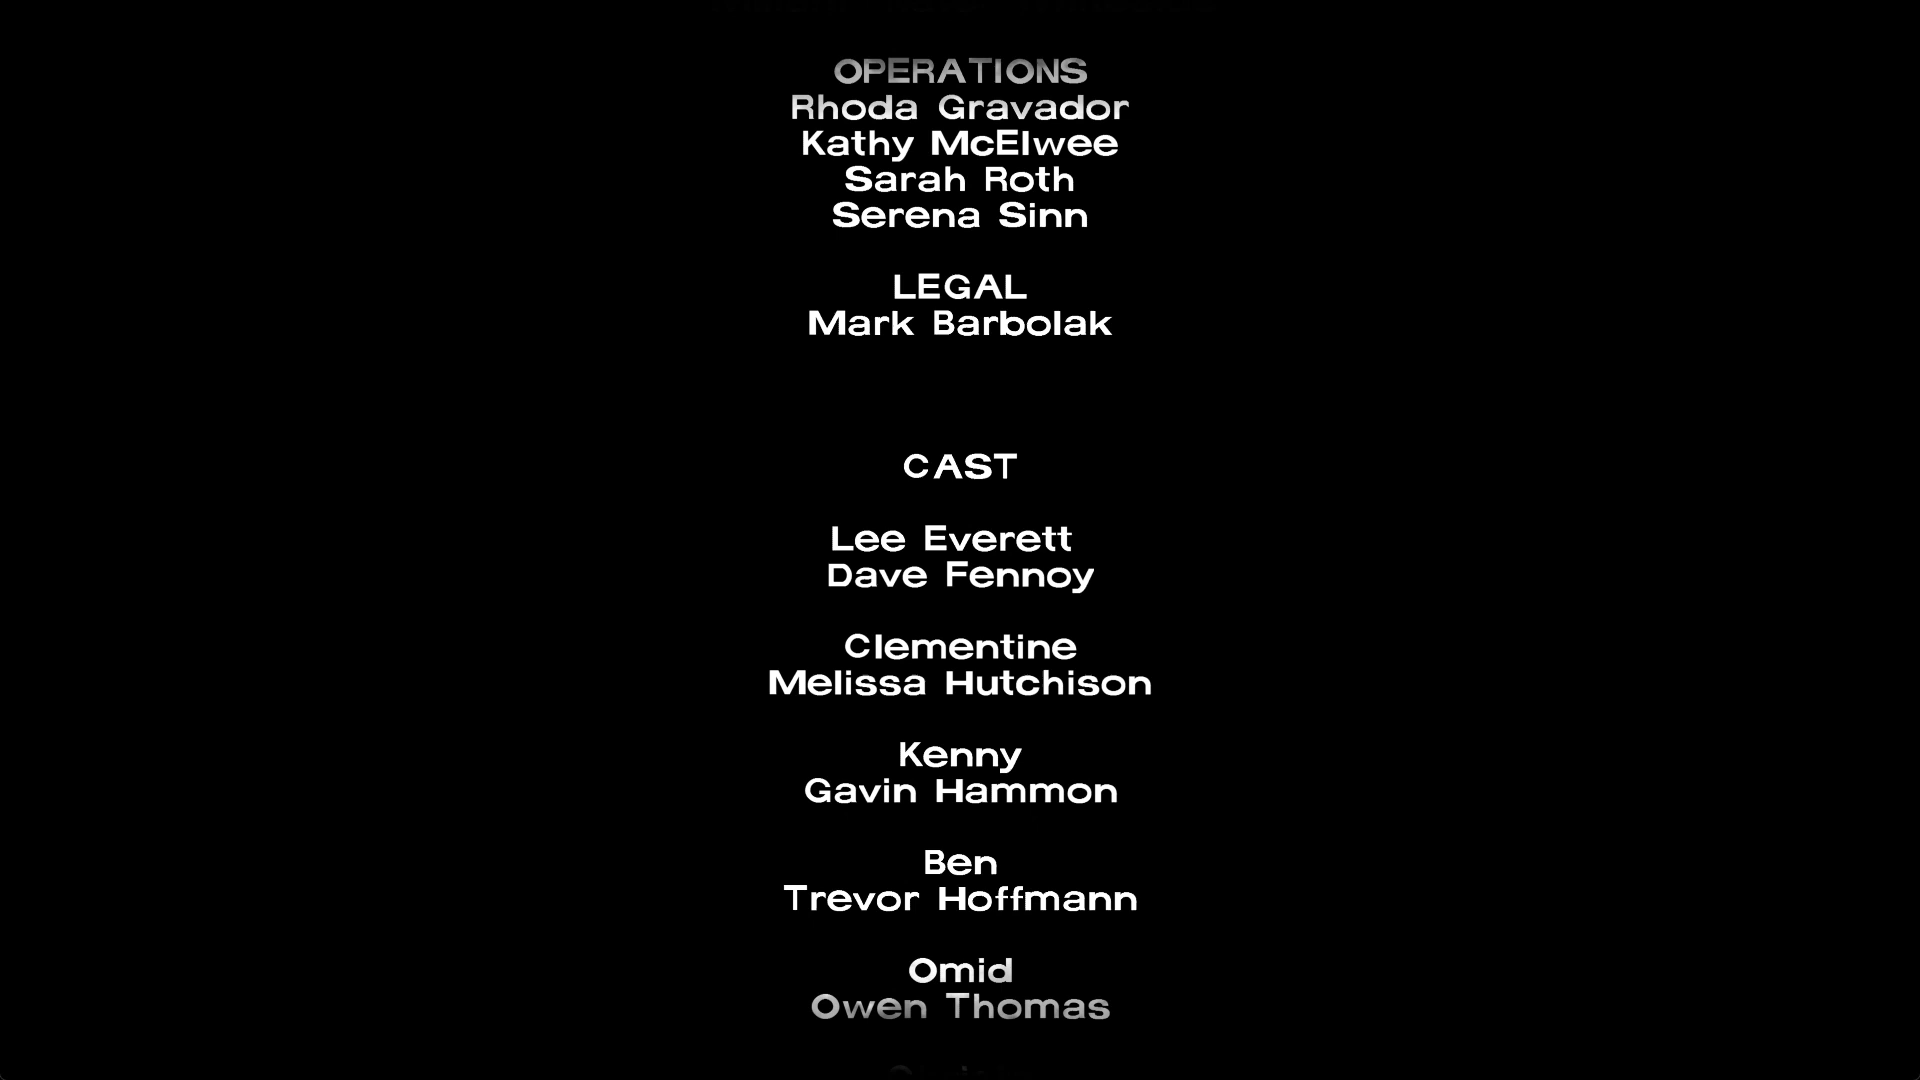 OPERATIONS
Rhoda Gravador
Kathy McElwee
Sarah Roth
Serena Sinn
LEGAL
Mark Barbolak
CAST
Lee Everett
Dave Fennoy
Clementine
Melissa Hutchison
Kenny
Gavin Hammon
Ben
Trevor Hoffmann
Omid
Owen Thomas